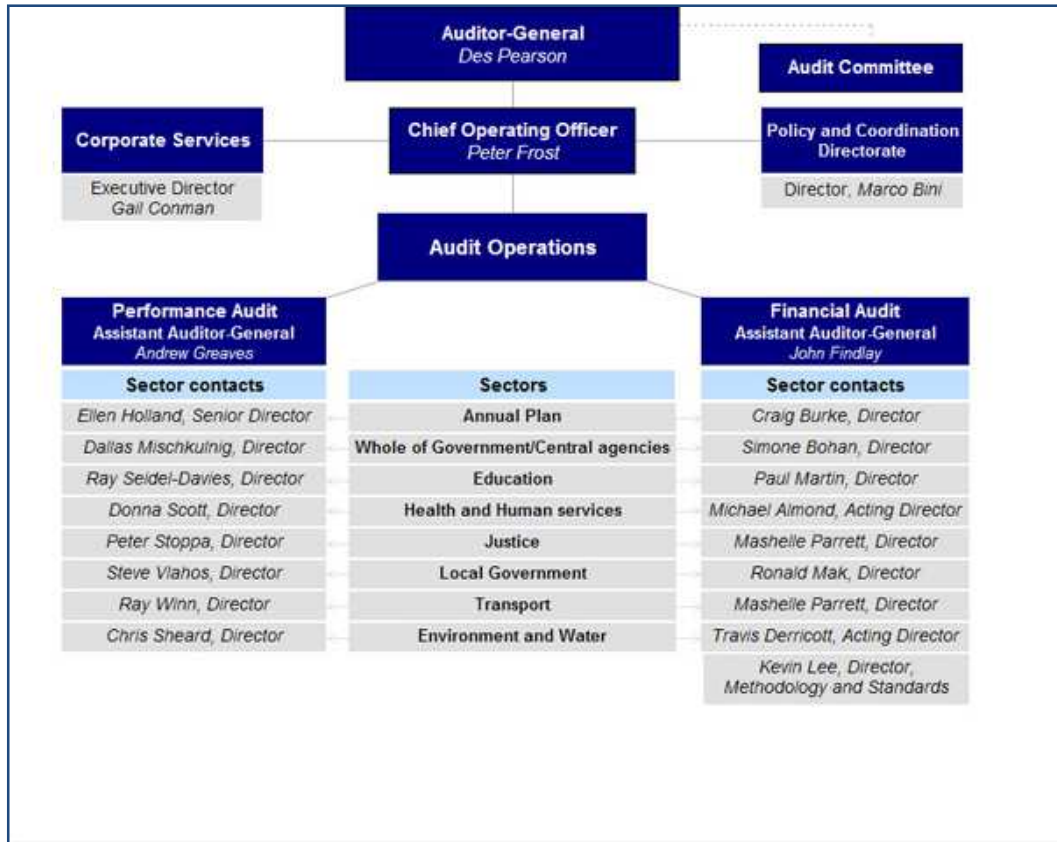 Auditor-General
Des Pearson
Audit Committee
Corporate Services
Executive Director
Gail Conman
Chief Operating Officer
Peter Frost
Policy and Coordination
Directorate
Director, Marco Bini
Audit Operations
Performance Audit
Assistant Auditor-General
Andrew Greaves
Financial Audit
Assistant Auditor-General
John Findlay
Sector contacts
Sectors
Sector contacts
Ellen Holland, Senior Director
Annual Plan
Craig Burke, Director
Dallas Mischkulnig, Director
Whole of Government/Central agencies
Simone Bohan, Director
Ray Seidel-Davies, Director
Education
Paul Martin, Director
Donna Scott, Director
Health and Human services
Michael Almond, Acting Director
Peter Stoppa, Director
Justice
Mashelle Parrett, Director
Steve Vlahos, Director
Local Government
Ronald Mak, Director
Ray Winn, Director
Transport
Mashelle Parrett, Director
Chris Sheard, Director
Environment and Water
Travis Derricott, Acting Director
Kevin Lee, Director,
Methodology and Standards